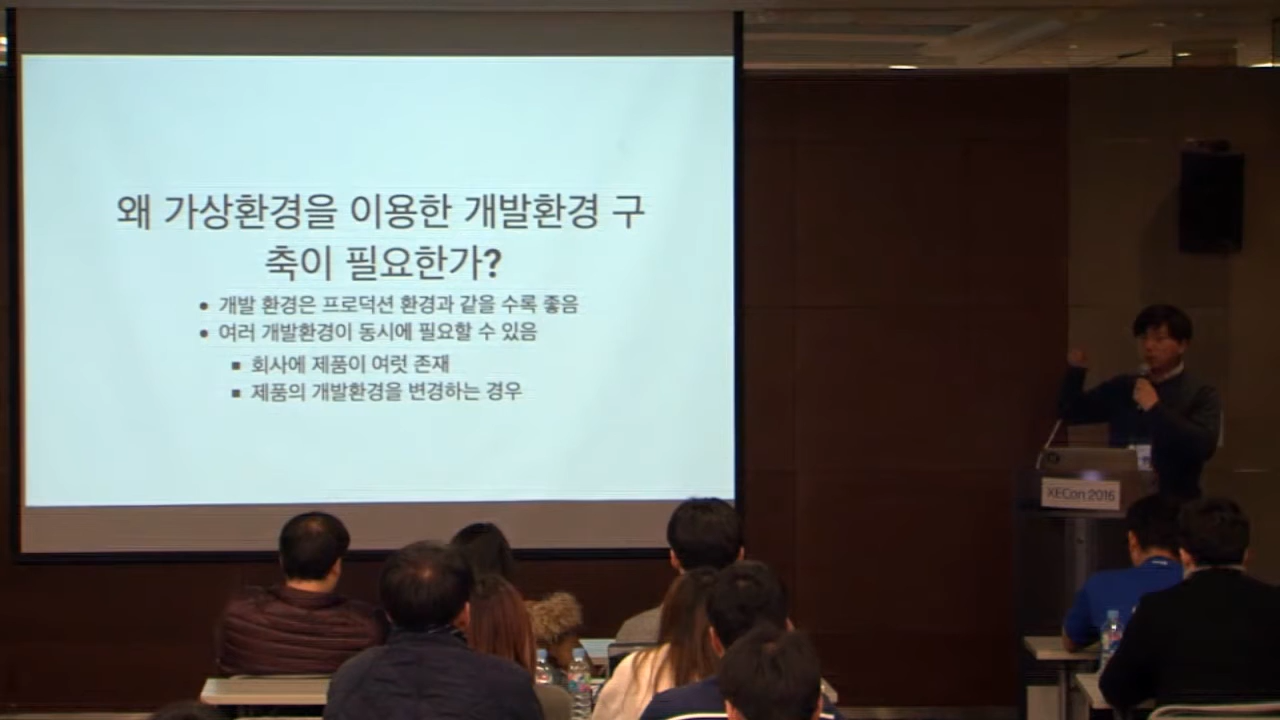 왜 가상환경을 이용한 개발환경 구
축이 필요한가?
• 개발 환경은 프로덕션 환경과 같을 수록 좋음
• 여러 개발환경이 동시에 필요할 수 있음
▪ 회사에 제품이 여럿 존재
▪ 제품의 개발환경을 변경하는 경우
XECon 2016